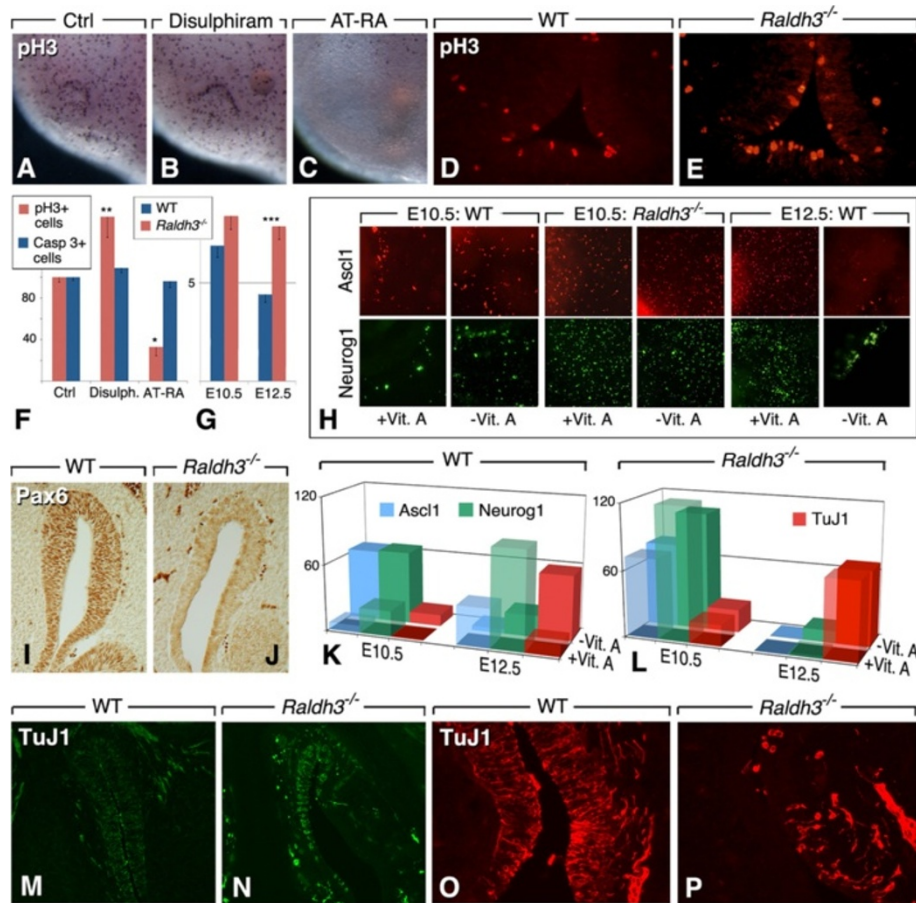 Ctrl Disulphiram AT-RA WT Raldh3-/-
pH3 pH3
A B C D E
pH3+ cells
Casp 3+ cells
**
80
40
*
Ctrl Disulph. AT-RA
F
WT
Raldh3-/-
***
5
E10.5 E12.5
G
E10.5: WT E10.5: Raldh3-/- E12.5: WT
Ascl1
Neurog1
H +Vit. A -Vit. A +Vit. A -Vit. A +Vit. A -Vit. A
WT Raldh3-/-
Pax6
I J
WT
120
60
Ascl1 Neurog1
-Vit. A
+Vit. A
K E10.5 E12.5
Raldh3-/-
120
60
TuJ1
-Vit. A
+Vit. A
L E10.5 E12.5
WT Raldh3-/- WT Raldh3-/-
TuJ1 TuJ1
M N O P